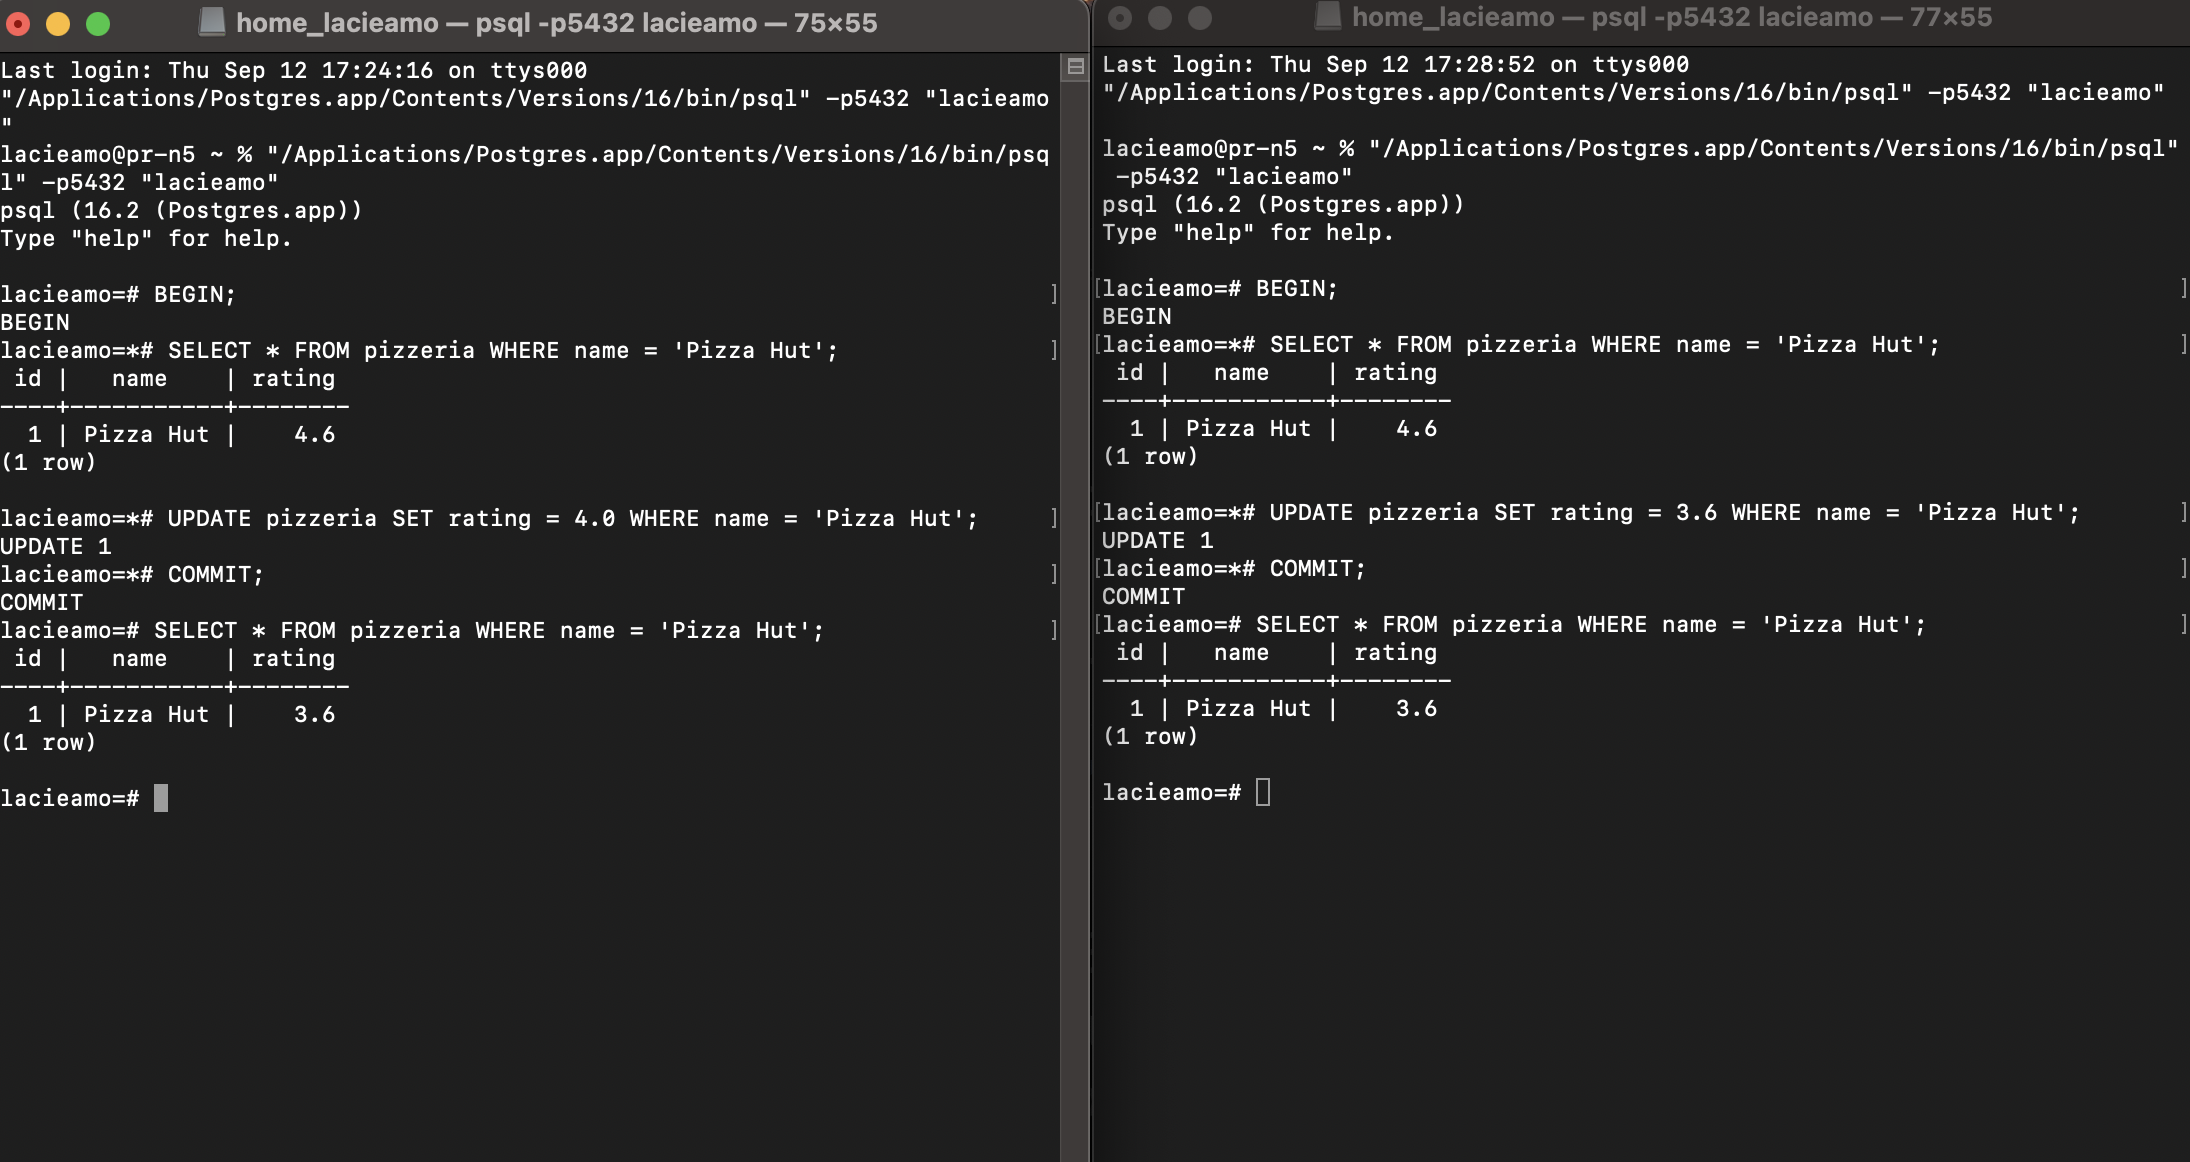 home_lacieamo — psql -p5432 lacieamo — 75×55
Last login: Thu Sep 12 17:24:16 on ttys000
"/Applications/Postgres.app/Contents/Versions/16/bin/psql" -p5432 "lacieamo
"
lacieamo@pr-n5 ~ % "/Applications/Postgres.app/Contents/Versions/16/bin/psq
l" -p5432 "lacieamo"
psql (16.2 (Postgres.app))
Type "help" for help.

lacieamo=# BEGIN; ]
BEGIN
lacieamo=*# SELECT * FROM pizzeria WHERE name = 'Pizza Hut'; ]
 id |   name    | rating
----+-----------+--------
  1 | Pizza Hut |    4.6
(1 row)

lacieamo=*# UPDATE pizzeria SET rating = 4.0 WHERE name = 'Pizza Hut'; ]
UPDATE 1
lacieamo=*# COMMIT; ]
COMMIT
lacieamo=# SELECT * FROM pizzeria WHERE name = 'Pizza Hut'; ]
 id |   name    | rating
----+-----------+--------
  1 | Pizza Hut |    3.6
(1 row)

lacieamo=#
home_lacieamo — psql -p5432 lacieamo — 77×55
Last login: Thu Sep 12 17:28:52 on ttys000
"/Applications/Postgres.app/Contents/Versions/16/bin/psql" -p5432 "lacieamo"

lacieamo@pr-n5 ~ % "/Applications/Postgres.app/Contents/Versions/16/bin/psql"
 -p5432 "lacieamo"
psql (16.2 (Postgres.app))
Type "help" for help.

[lacieamo=# BEGIN; ]
BEGIN
[lacieamo=*# SELECT * FROM pizzeria WHERE name = 'Pizza Hut'; ]
 id |   name    | rating
----+-----------+--------
  1 | Pizza Hut |    4.6
(1 row)

[lacieamo=*# UPDATE pizzeria SET rating = 3.6 WHERE name = 'Pizza Hut'; ]
UPDATE 1
[lacieamo=*# COMMIT; ]
COMMIT
[lacieamo=# SELECT * FROM pizzeria WHERE name = 'Pizza Hut'; ]
 id |   name    | rating
----+-----------+--------
  1 | Pizza Hut |    3.6
(1 row)

lacieamo=#